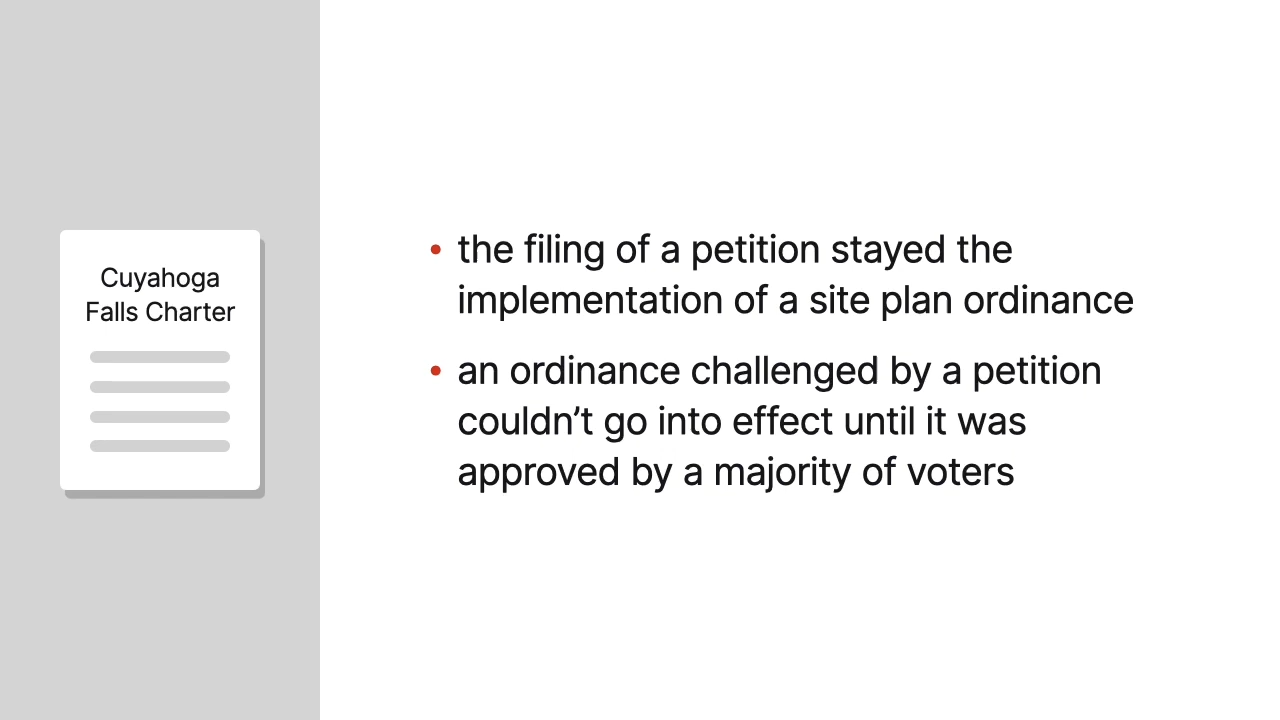 Cuyahoga
Falls Charter
• the filing of a petition stayed the
implementation of a site plan ordinance
• an ordinance challenged by a petition
couldn’t go into effect until it was
approved by a majority of voters